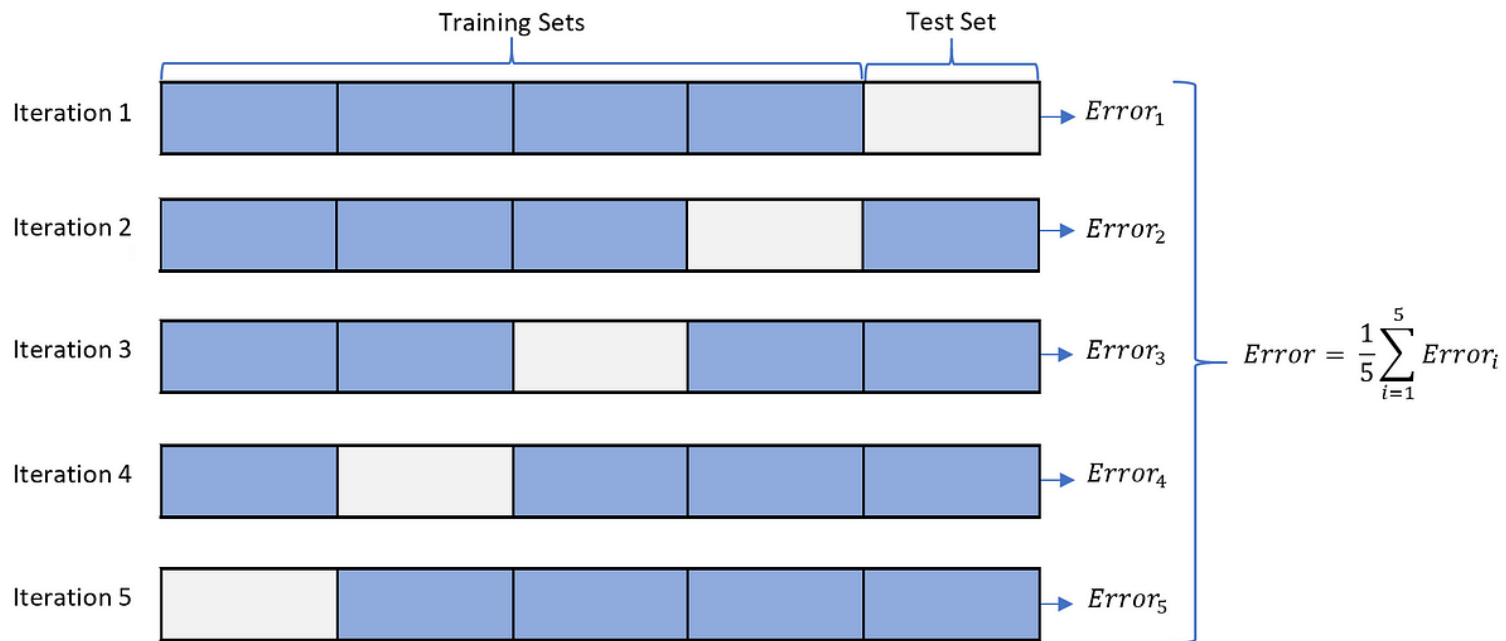 Training Sets
Test Set
Iteration 1
Error₁
Iteration 2
Error₂
Iteration 3
Error₃
Error = 1/5 ∑_{i=1}^{5} Errorᵢ
Iteration 4
Error₄
Iteration 5
Error₅